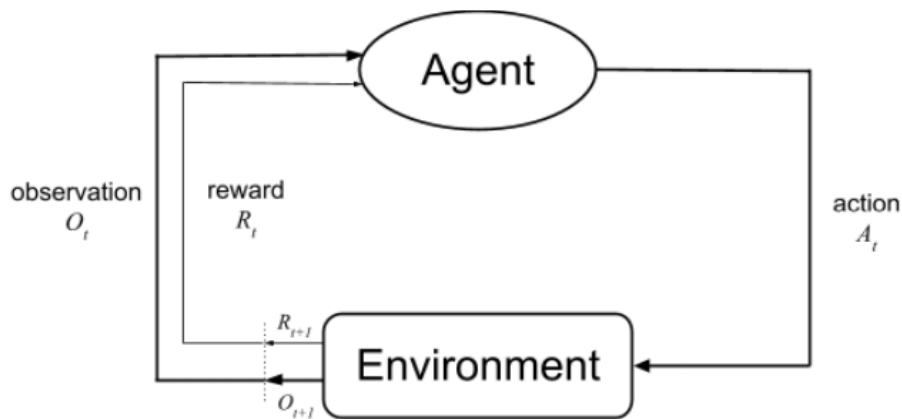 Agent
observation
O_t
reward
R_t
action
A_t
R_{t+1}
Environment
O_{t+1}